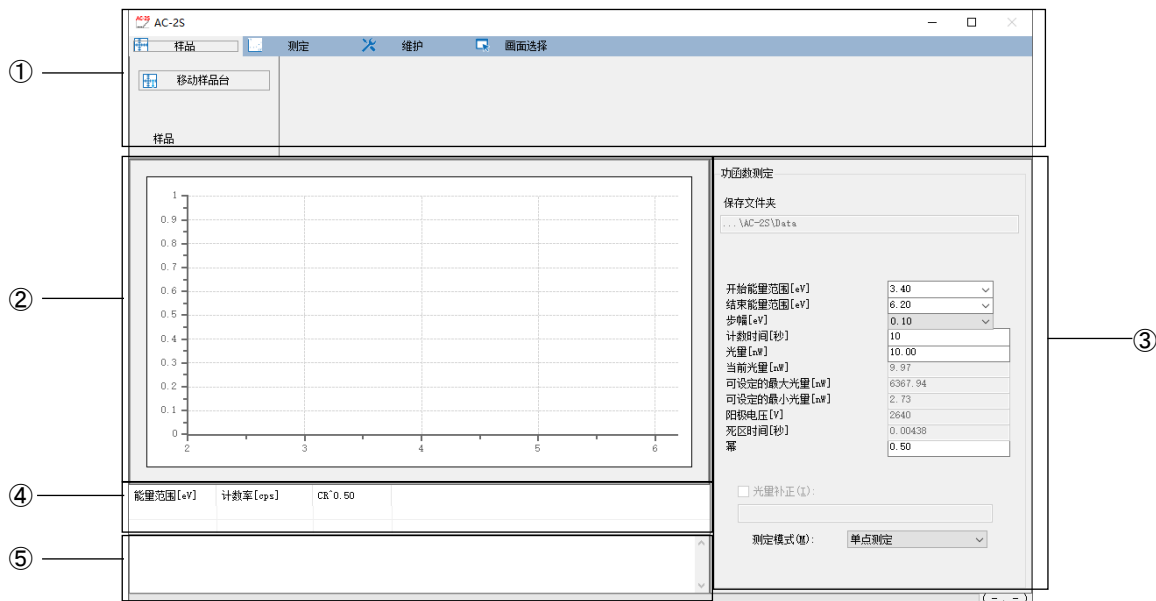 AC-2S
样品 测定 维护 画面选择
①
移动样品台
样品
功函数测定
保存文件夹
...\AC-2S\Data
②
1
0.9
0.8
0.7
0.6
0.5
0.4
0.3
0.2
0.1
0
2 3 4 5 6
③
开始能量范围[eV] 3.40
结束能量范围[eV] 6.20
步幅[eV] 0.10
计数时间[秒] 10
光量[nW] 10.00
当前光量[nW] 9.97
可设定的最大光量[nW] 6367.94
可设定的最小光量[nW] 2.73
阳极电压[V] 2640
死区时间[秒] 0.00438
幂 0.50
光量补正(I):
测定模式(M): 单点测定
④
能量范围[eV] 计数率[cps] CR^0.50
⑤